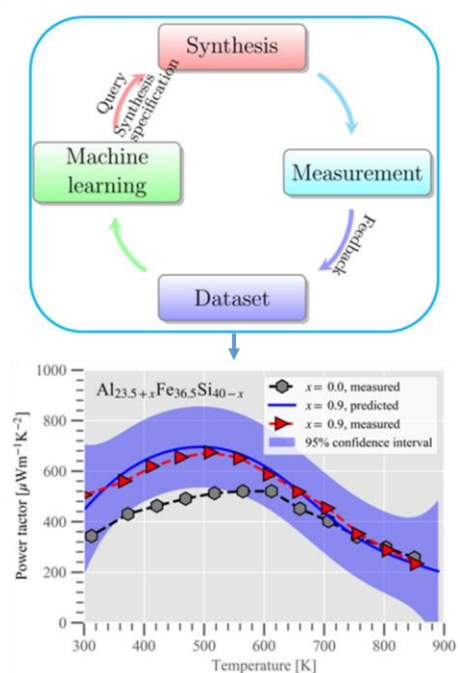 Synthesis
Query
Synthesis
specification
Machine
learning
Measurement
Feedback
Dataset
Al23.5+xFe36.5Si40−x
x = 0.0, measured
x = 0.9, predicted
x = 0.9, measured
95% confidence interval
Power factor [μWm⁻¹K⁻²]
1000
800
600
400
200
0
300 400 500 600 700 800 900
Temperature [K]